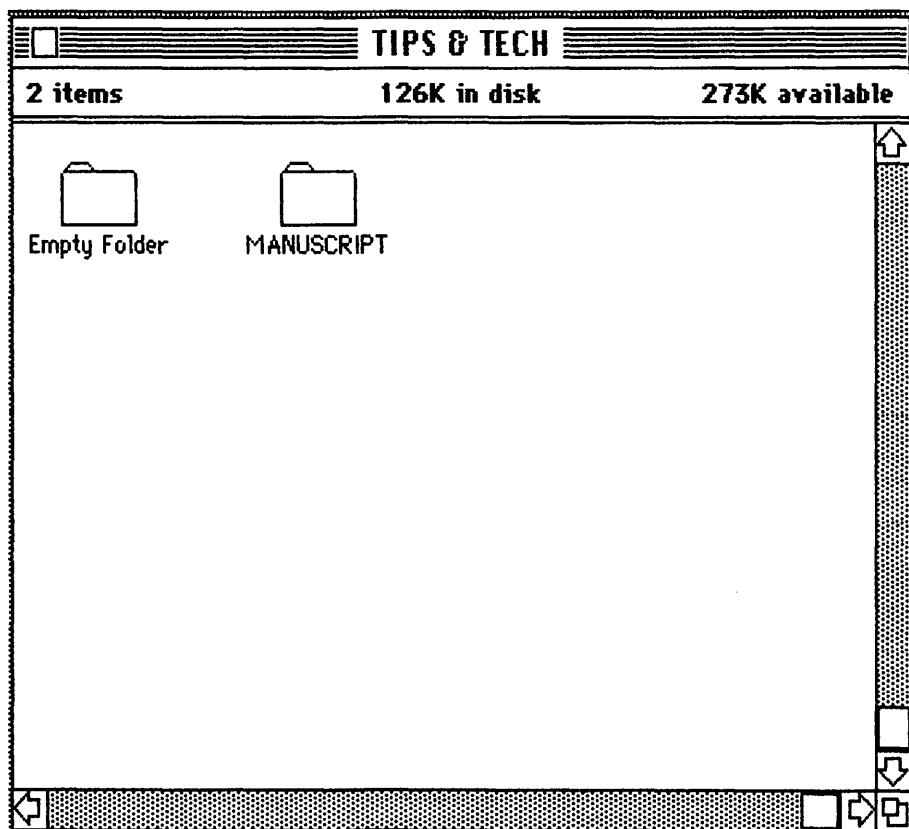 TIPS & TECH
2 items 126K in disk 273K available
Empty Folder MANUSCRIPT